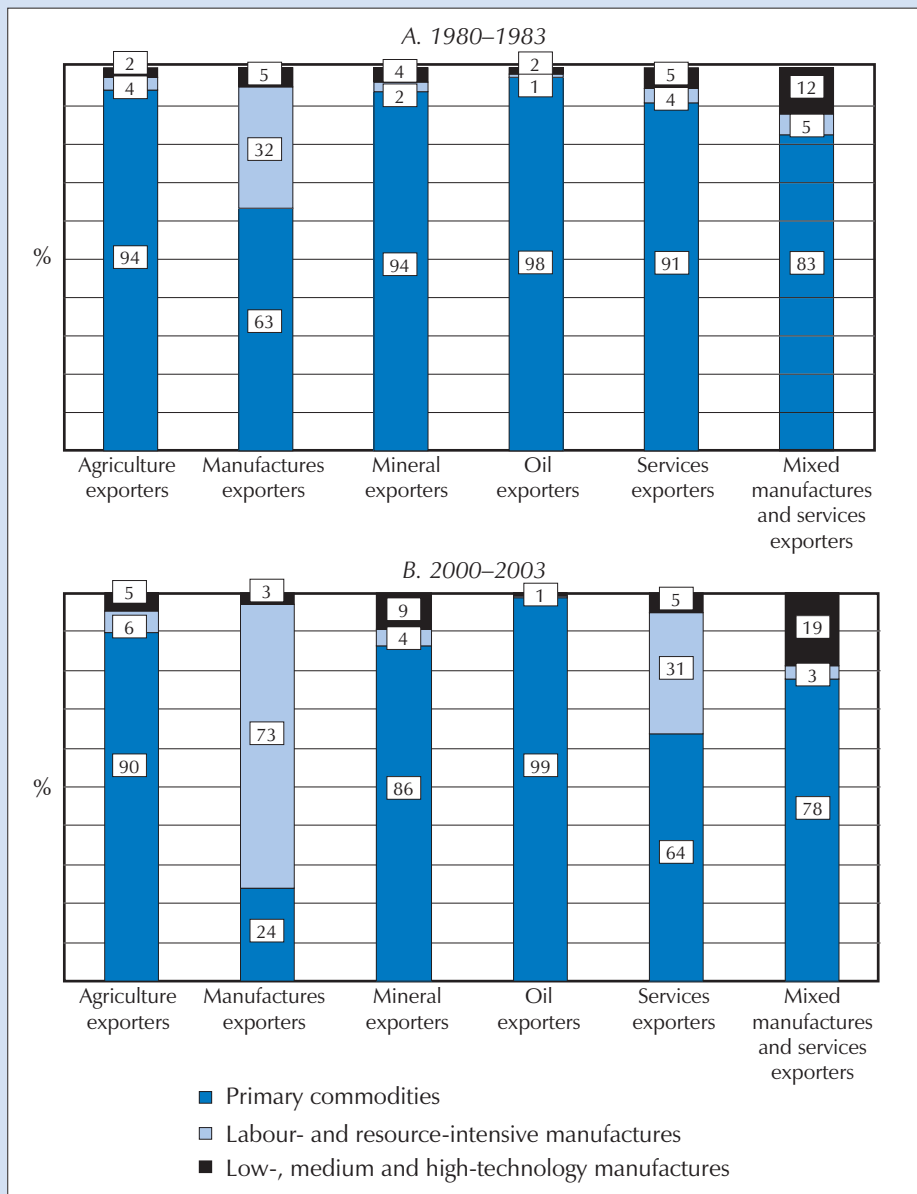 A. 1980–1983
2 5 4 2 5 12
4 32 2 1 4 5
94 63 94 98 91 83
%
Agriculture exporters
Manufactures exporters
Mineral exporters
Oil exporters
Services exporters
Mixed manufactures and services exporters
B. 2000–2003
5 3 9 1 5 19
6 73 4 31 3
90 24 86 99 64 78
%
Agriculture exporters
Manufactures exporters
Mineral exporters
Oil exporters
Services exporters
Mixed manufactures and services exporters
Primary commodities
Labour- and resource-intensive manufactures
Low-, medium and high-technology manufactures